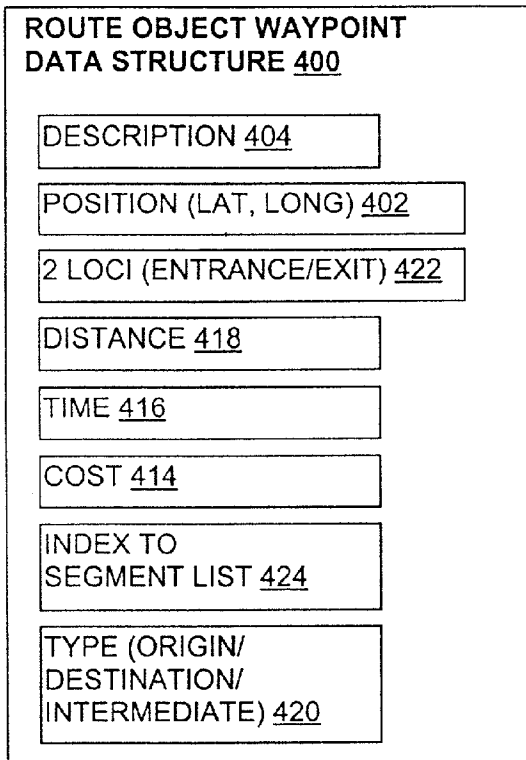 ROUTE OBJECT WAYPOINT
DATA STRUCTURE 400
DESCRIPTION 404
POSITION (LAT, LONG) 402
2 LOCI (ENTRANCE/EXIT) 422
DISTANCE 418
TIME 416
COST 414
INDEX TO
SEGMENT LIST 424
TYPE (ORIGIN/
DESTINATION/
INTERMEDIATE) 420